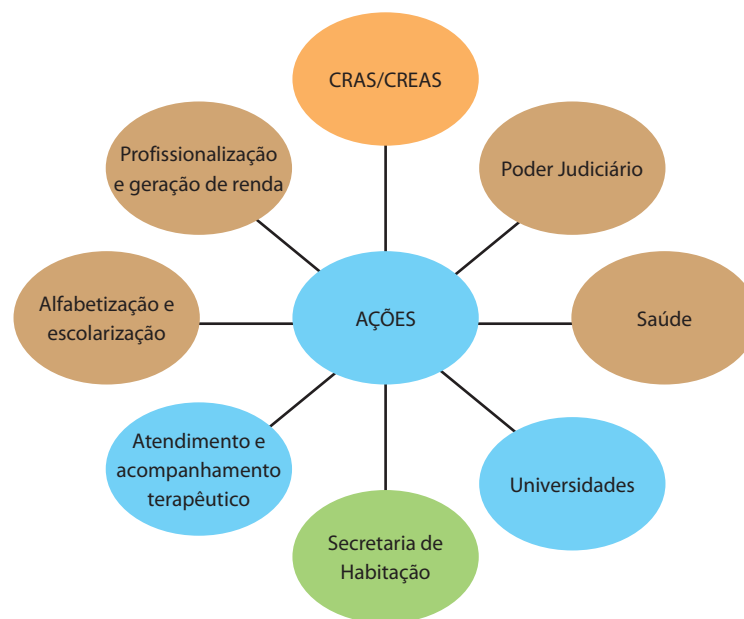 CRAS/CREAS
Profissionalização
e geração de renda
Poder Judiciário
Alfabetização e
escolarização
AÇÕES
Saúde
Atendimento e
acompanhamento
terapêutico
Universidades
Secretaria de
Habitação